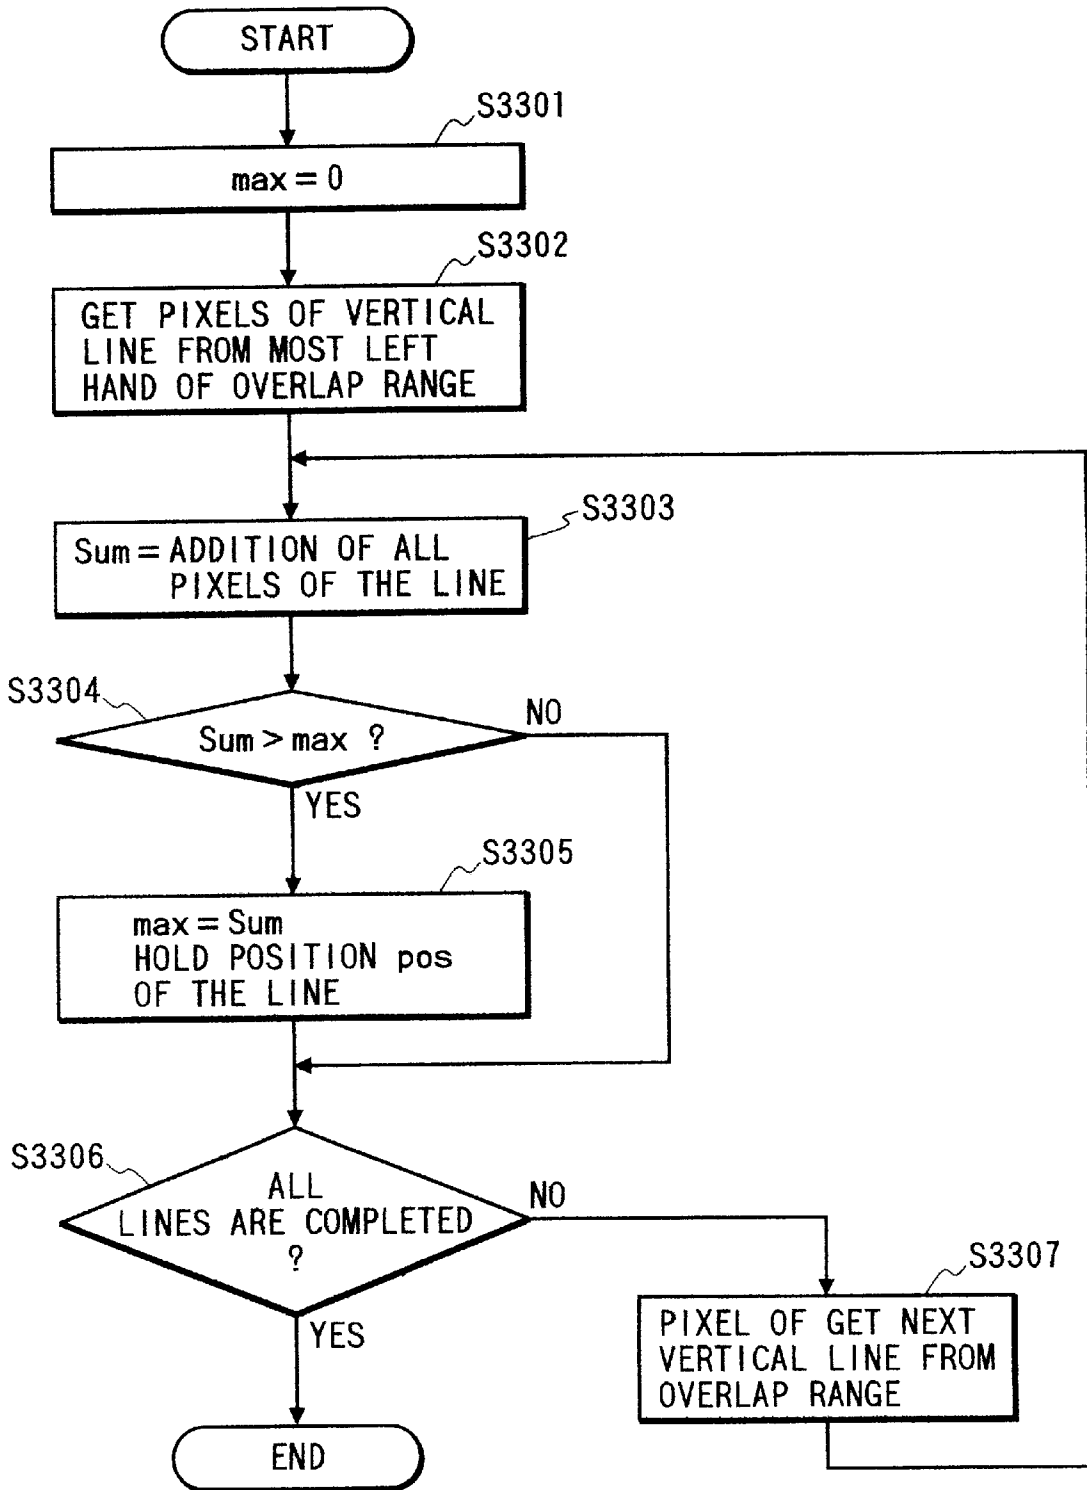 START
S3301
max = 0
S3302
GET PIXELS OF VERTICAL
LINE FROM MOST LEFT
HAND OF OVERLAP RANGE
S3303
Sum = ADDITION OF ALL
PIXELS OF THE LINE
S3304
Sum > max ?
NO
YES
S3305
max = Sum
HOLD POSITION pos
OF THE LINE
S3306
ALL
LINES ARE COMPLETED
?
NO
YES
S3307
PIXEL OF GET NEXT
VERTICAL LINE FROM
OVERLAP RANGE
END